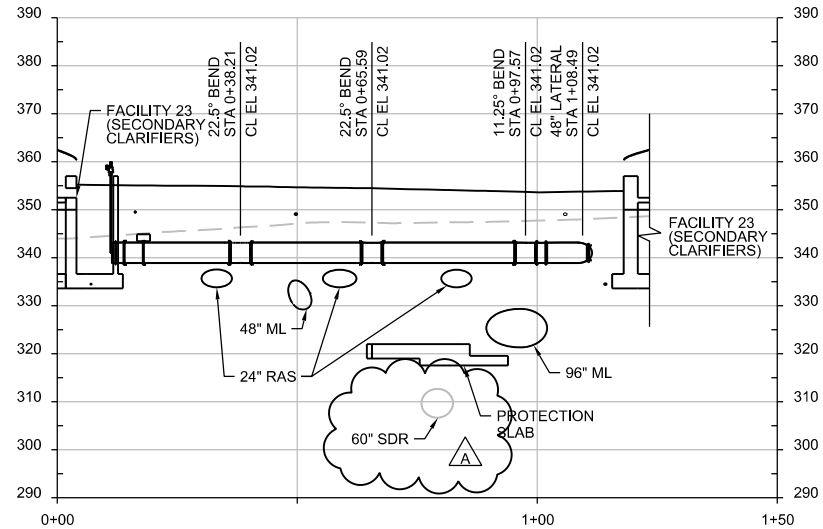 390
380
370
360
350
340
330
320
310
300
290
390
380
370
360
350
340
330
320
310
300
290
FACILITY 23
(SECONDARY
CLARIFIERS)
22.5° BEND
STA 0+38.21
CL EL 341.02
22.5° BEND
STA 0+65.59
CL EL 341.02
11.25° BEND
STA 0+97.57
CL EL 341.02
48" LATERAL
STA 1+08.49
CL EL 341.02
FACILITY 23
(SECONDARY
CLARIFIERS)
48" ML
24" RAS
96" ML
PROTECTION
SLAB
60" SDR
A
0+00
1+00
1+50